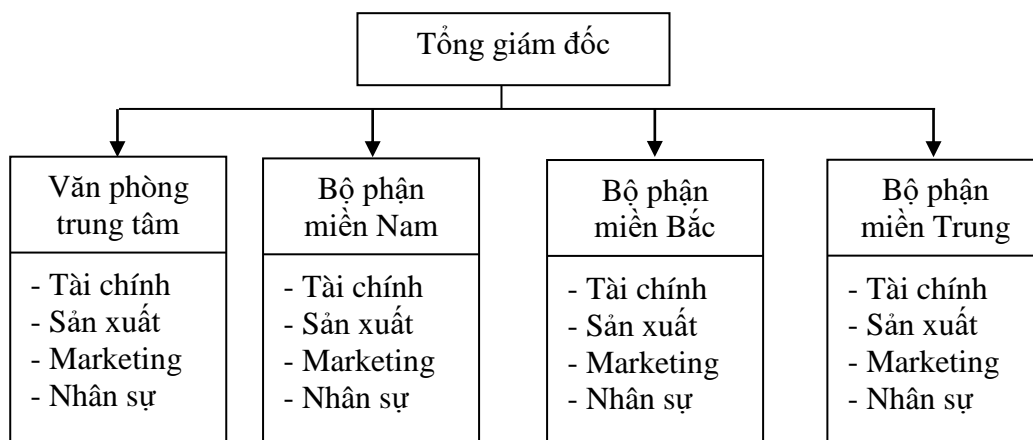 Tổng giám đốc
Văn phòng
trung tâm
- Tài chính
- Sản xuất
- Marketing
- Nhân sự
Bộ phận
miền Nam
- Tài chính
- Sản xuất
- Marketing
- Nhân sự
Bộ phận
miền Bắc
- Tài chính
- Sản xuất
- Marketing
- Nhân sự
Bộ phận
miền Trung
- Tài chính
- Sản xuất
- Marketing
- Nhân sự